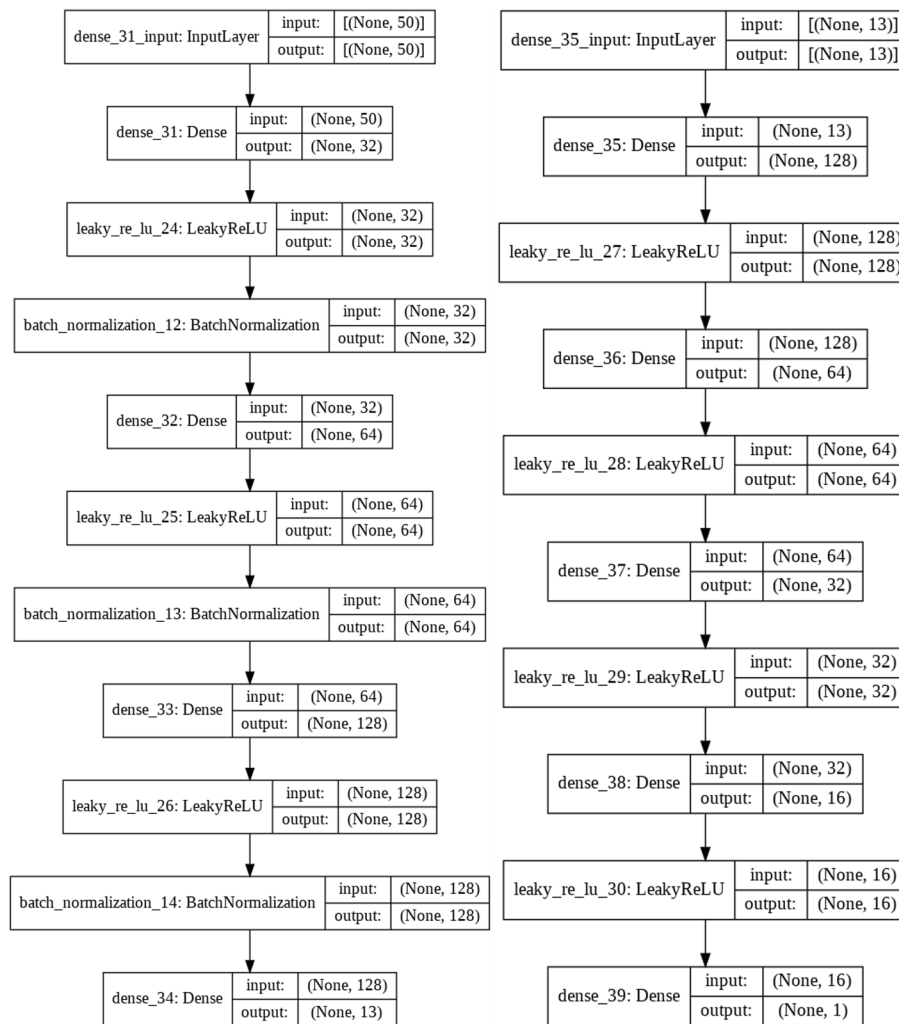 dense_31_input: InputLayer
input: [(None, 50)]
output: [(None, 50)]
dense_31: Dense
input: (None, 50)
output: (None, 32)
leaky_re_lu_24: LeakyReLU
input: (None, 32)
output: (None, 32)
batch_normalization_12: BatchNormalization
input: (None, 32)
output: (None, 32)
dense_32: Dense
input: (None, 32)
output: (None, 64)
leaky_re_lu_25: LeakyReLU
input: (None, 64)
output: (None, 64)
batch_normalization_13: BatchNormalization
input: (None, 64)
output: (None, 64)
dense_33: Dense
input: (None, 64)
output: (None, 128)
leaky_re_lu_26: LeakyReLU
input: (None, 128)
output: (None, 128)
batch_normalization_14: BatchNormalization
input: (None, 128)
output: (None, 128)
dense_34: Dense
input: (None, 128)
output: (None, 13)
dense_35_input: InputLayer
input: [(None, 13)]
output: [(None, 13)]
dense_35: Dense
input: (None, 13)
output: (None, 128)
leaky_re_lu_27: LeakyReLU
input: (None, 128)
output: (None, 128)
dense_36: Dense
input: (None, 128)
output: (None, 64)
leaky_re_lu_28: LeakyReLU
input: (None, 64)
output: (None, 64)
dense_37: Dense
input: (None, 64)
output: (None, 32)
leaky_re_lu_29: LeakyReLU
input: (None, 32)
output: (None, 32)
dense_38: Dense
input: (None, 32)
output: (None, 16)
leaky_re_lu_30: LeakyReLU
input: (None, 16)
output: (None, 16)
dense_39: Dense
input: (None, 16)
output: (None, 1)